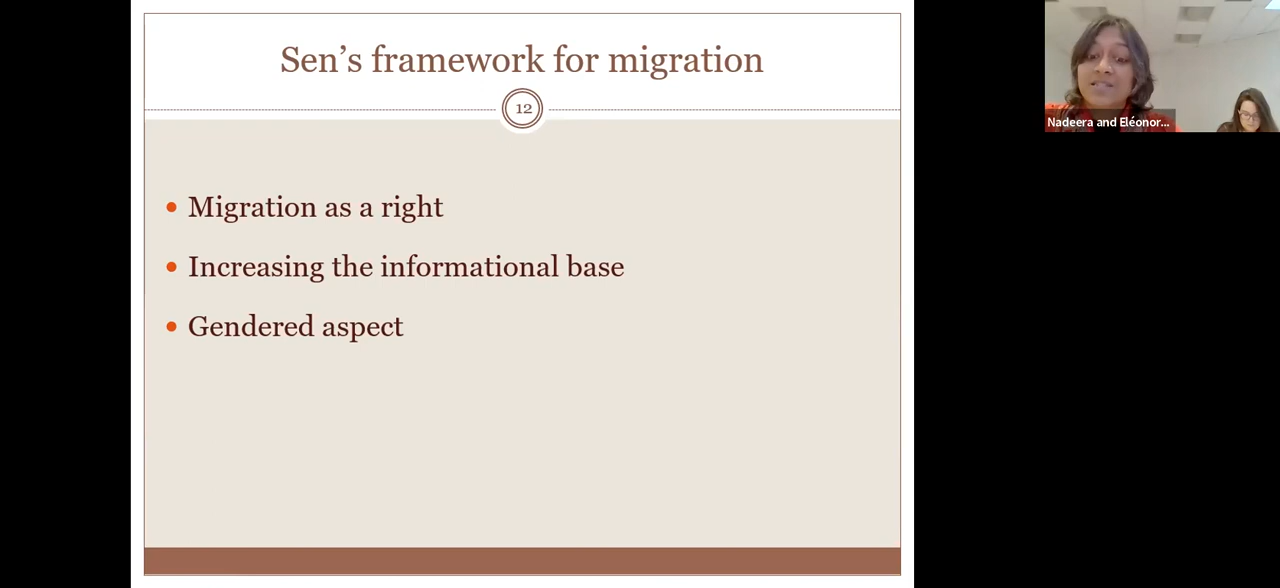 Sen’s framework for migration
12
• Migration as a right
• Increasing the informational base
• Gendered aspect
Nadeera and Eléonor...